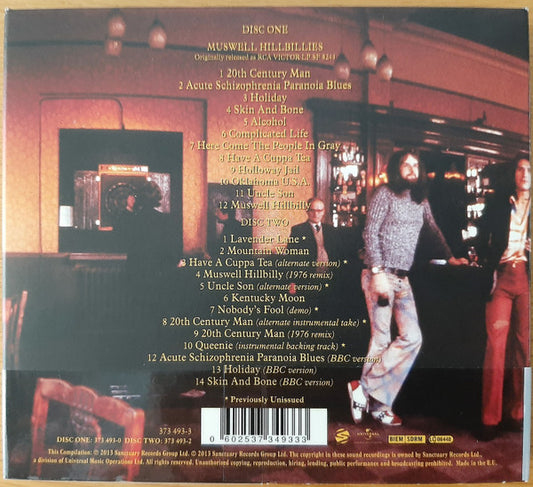 DISC ONE
MUSWELL HILLBILLIES
Originally released as RCA VICTOR LP SF 8243
1 20th Century Man
2 Acute Schizophrenia Paranoia Blues
3 Holiday
4 Skin And Bone
5 Alcohol
6 Complicated Life
7 Here Come The People In Gray
8 Have A Cuppa Tea
9 Holloway Jail
10 Oklahoma U.S.A.
11 Uncle Son
12 Muswell Hillbilly
DISC TWO
1 Lavender Lane *
2 Mountain Woman
3 Have A Cuppa Tea (alternate version) *
4 Muswell Hillbilly (1976 remix)
5 Uncle Son (alternate version) *
6 Kentucky Moon
7 Nobody's Fool (demo) *
8 20th Century Man (alternate instrumental take) *
9 20th Century Man (1976 remix)
10 Queenie (instrumental backing track) *
12 Acute Schizophrenia Paranoia Blues (BBC version)
13 Holiday (BBC version)
14 Skin And Bone (BBC version)
* Previously Unissued
373 493-3
DISC ONE: 373 493-0 DISC TWO: 373 493-2
0 602537 349333
UNIVERSAL
BIEM SDRM
LC 06448
This Compilation: ℗ 2013 Sanctuary Records Group Ltd. © 2013 Sanctuary Records Group Ltd. The copyright in these sound recordings is owned by Sanctuary Records Group Ltd.,
a division of Universal Music Operations Ltd. All rights reserved. Unauthorised copying, reproduction, hiring, lending, public performance and broadcasting prohibited. Made in the E.U.